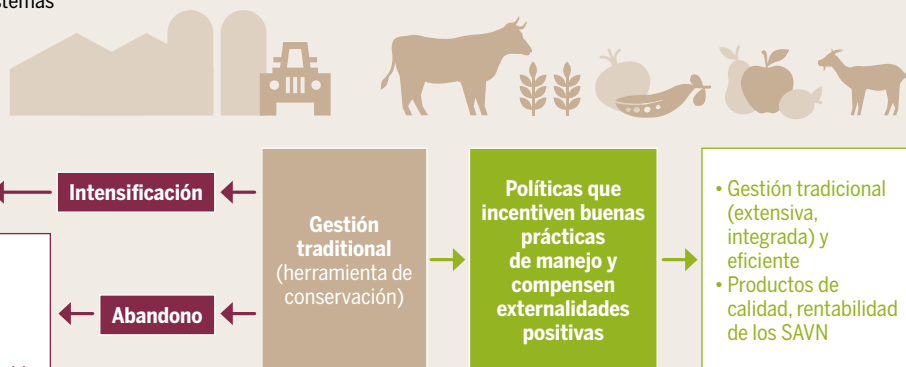 stemas
Intensificación
Abandono
Gestión
traditional
(herramienta de
conservación)
Políticas que
incentiven buenas
prácticas
de manejo y
compensen
externalidades
positivas
• Gestión tradicional
(extensiva,
integrada) y
eficiente
• Productos de
calidad, rentabilidad
de los SAVN